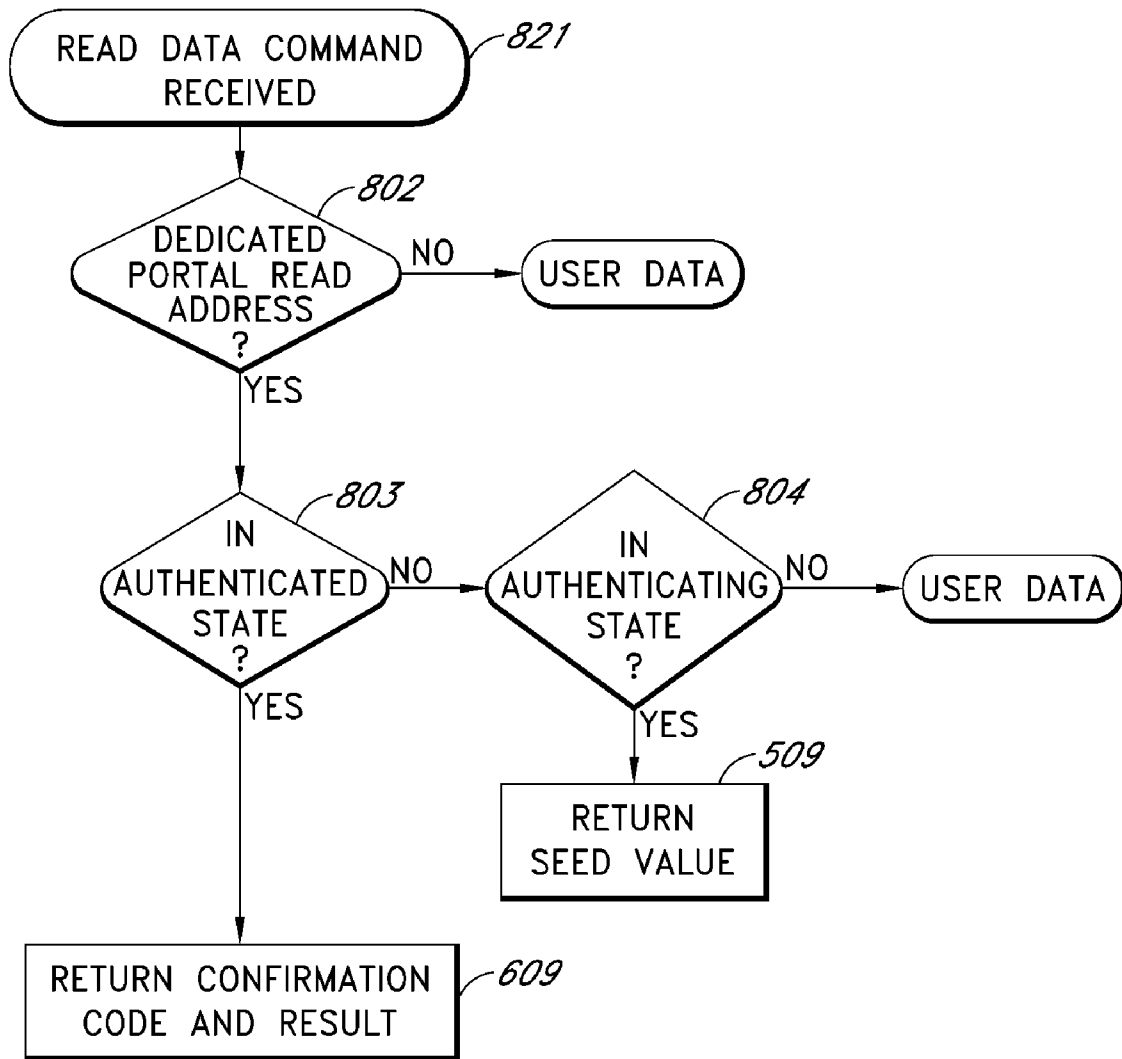 READ DATA COMMAND
RECEIVED
821
802
DEDICATED
PORTAL READ
ADDRESS
?
NO
USER DATA
YES
803
IN
AUTHENTICATED
STATE
?
NO
YES
804
IN
AUTHENTICATING
STATE
?
NO
USER DATA
YES
509
RETURN
SEED VALUE
RETURN CONFIRMATION
CODE AND RESULT
609